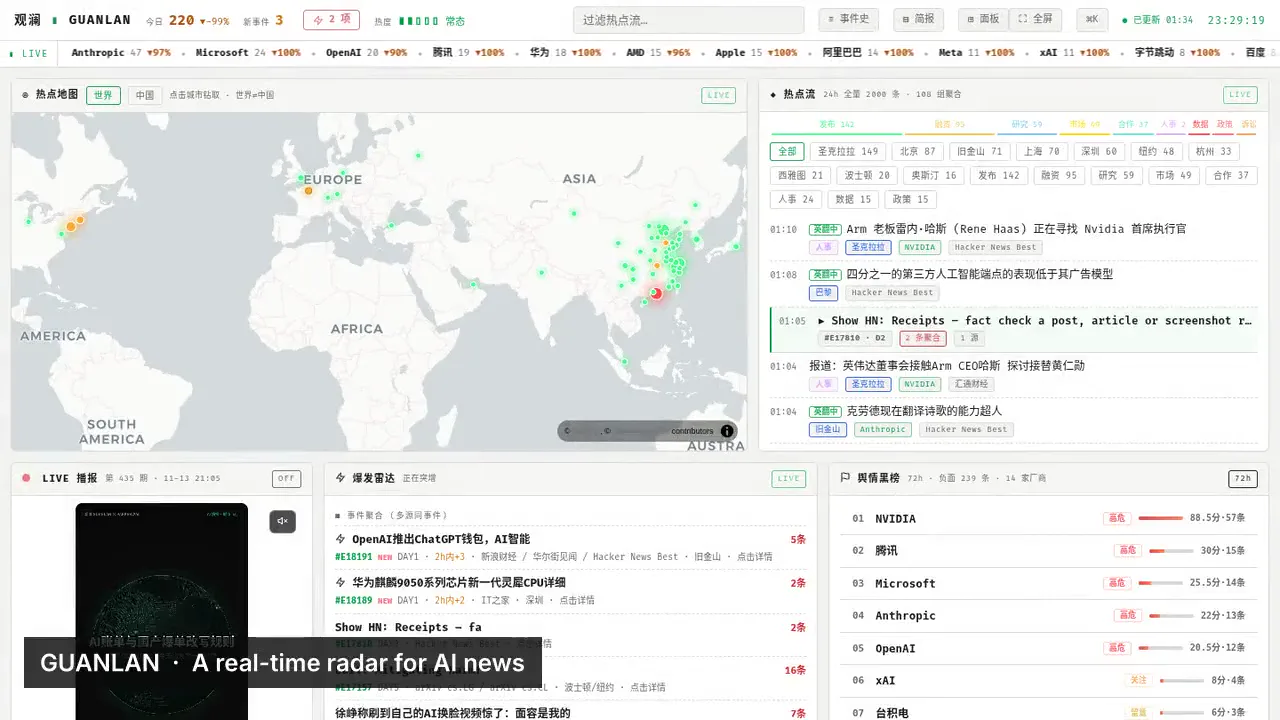 观澜 GUANLAN 今日 220 ▼-99% 新事件 3 2 项 热度 常态 过滤热点流… 事件史 简报 面板 全屏 ⌘K 已更新 01:34 23:29:19
LIVE Anthropic 47 ▼97% Microsoft 24 ▼100% OpenAI 20 ▼90% 腾讯 19 ▼100% 华为 18 ▼100% AMD 15 ▼96% Apple 15 ▼100% 阿里巴巴 14 ▼100% Meta 11 ▼100% xAI 11 ▼100% 字节跳动 8 ▼100% 百度
热点地图 世界 中国 点击城市钻取 · 世界⇄中国 LIVE
EUROPE
ASIA
AFRICA
AMERICA
SOUTH
AMERICA
AUSTRA
© , © contributors
热点流 24h 全量 2000 条 · 108 组聚合 LIVE
发布 142 融资 95 研究 59 市场 49 合作 37 人事 2 数据 政策 诉讼
全部 圣克拉拉 149 北京 87 旧金山 71 上海 70 深圳 60 纽约 48 杭州 33
西雅图 21 波士顿 20 奥斯汀 16 发布 142 融资 95 研究 59 市场 49 合作 37
人事 24 数据 15 政策 15
01:10 英翻中 Arm 老板雷内·哈斯 (Rene Haas) 正在寻找 Nvidia 首席执行官
人事 圣克拉拉 NVIDIA Hacker News Best
01:08 英翻中 四分之一的第三方人工智能端点的表现低于其广告模型
巴黎 Hacker News Best
01:05 ▶ Show HN: Receipts – fact check a post, article or screenshot r…
#E17810 · D2 2 条聚合 1 源
01:04 报道：英伟达董事会接触Arm CEO哈斯 探讨接替黄仁勋
人事 圣克拉拉 NVIDIA 汇通财经
01:04 英翻中 克劳德现在翻译诗歌的能力超人
旧金山 Anthropic Hacker News Best
LIVE 播报 第 435 期 · 11-13 21:05 OFF
AI账单与国产爆单改写规则
爆发雷达 正在突增 LIVE
事件聚合 (多源同事件)
OpenAI推出ChatGPT钱包，AI智能 5条
#E18191 NEW DAY1 · 2h内+3 · 新浪财经 / 华尔街见闻 / Hacker News Best · 旧金山 · 点击详情
华为麒麟9050系列芯片新一代灵犀CPU详细 2条
#E18189 NEW DAY1 · 2h内+2 · IT之家 · 深圳 · 点击详情
Show HN: Receipts – fa 2条
16条
#E17157 DAY5 · arXiv cs.LG / arXiv cs.CL · 波士顿/纽约 · 点击详情
徐峥称刷到自己的AI换脸视频惊了：面容是我的 7条
舆情黑榜 72h · 负面 239 条 · 14 家厂商 72h
01 NVIDIA 高危 88.5分·57条
02 腾讯 高危 30分·15条
03 Microsoft 高危 25.5分·14条
04 Anthropic 高危 22分·13条
05 OpenAI 高危 20.5分·12条
06 xAI 关注 8分·4条
07 台积电 留意 6分·3条
GUANLAN · A real-time radar for AI news